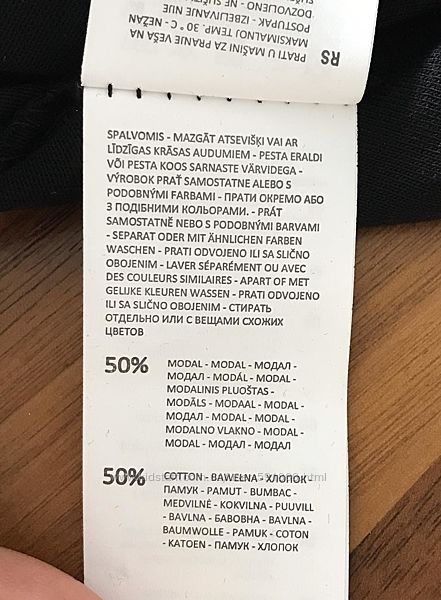 RS
PRATI U MAŠINI ZA PRANJE VEŠA NA
MAKSIMALNOJ TEMP. 30 ° C - NEŽAN
POSTUPAK - IZBELJIVANJE NIJE
DOZVOLJENO - NE
SPALVOMIS - MAZGĀT ATSEVIŠĶI VAI AR
LĪDZĪGAS KRĀSAS AUDUMIEM - PESTA ERALDI
VÕI PESTA KOOS SARNASTE VÄRVIDEGA -
VÝROBOK PRAŤ SAMOSTATNE ALEBO S
PODOBNÝMI FARBAMI - ПРАТИ ОКРЕМО АБО
З ПОДІБНИМИ КОЛЬОРАМИ. - PRÁT
SAMOSTATNĚ NEBO S PODOBNÝMI BARVAMI
- SEPARAT ODER MIT ÄHNLICHEN FARBEN
WASCHEN - PRATI ODVOJENO ILI SA SLIČNO
OBOJENIM - LAVER SÉPARÉMENT OU AVEC
DES COULEURS SIMILAIRES - APART OF MET
GELIJKE KLEUREN WASSEN - PRATI ODVOJENO
ILI SA SLIČNO OBOJENIM - СТИРАТЬ
ОТДЕЛЬНО ИЛИ С ВЕЩАМИ СХОЖИХ
ЦВЕТОВ
50% MODAL - MODAL - МОДАЛ -
МОДАЛ - MODÁL - MODAL -
MODALINIS PLUOŠTAS -
MODĀLS - MODAAL - MODAL -
МОДАЛ - MODAL - MODAL -
MODALNO VLAKNO - MODAL -
MODAL - МОДАЛ - МОДАЛ
50% COTTON - BAWEŁNA - ХЛОПОК -
ПАМУК - PAMUT - BUMBAC -
MEDVILNĖ - KOKVILNA - PUUVILL
- BAVLNA - БАВОВНА - BAVLNA -
BAUMWOLLE - PAMUK - COTON
- KATOEN - ПАМУК - ХЛОПОК